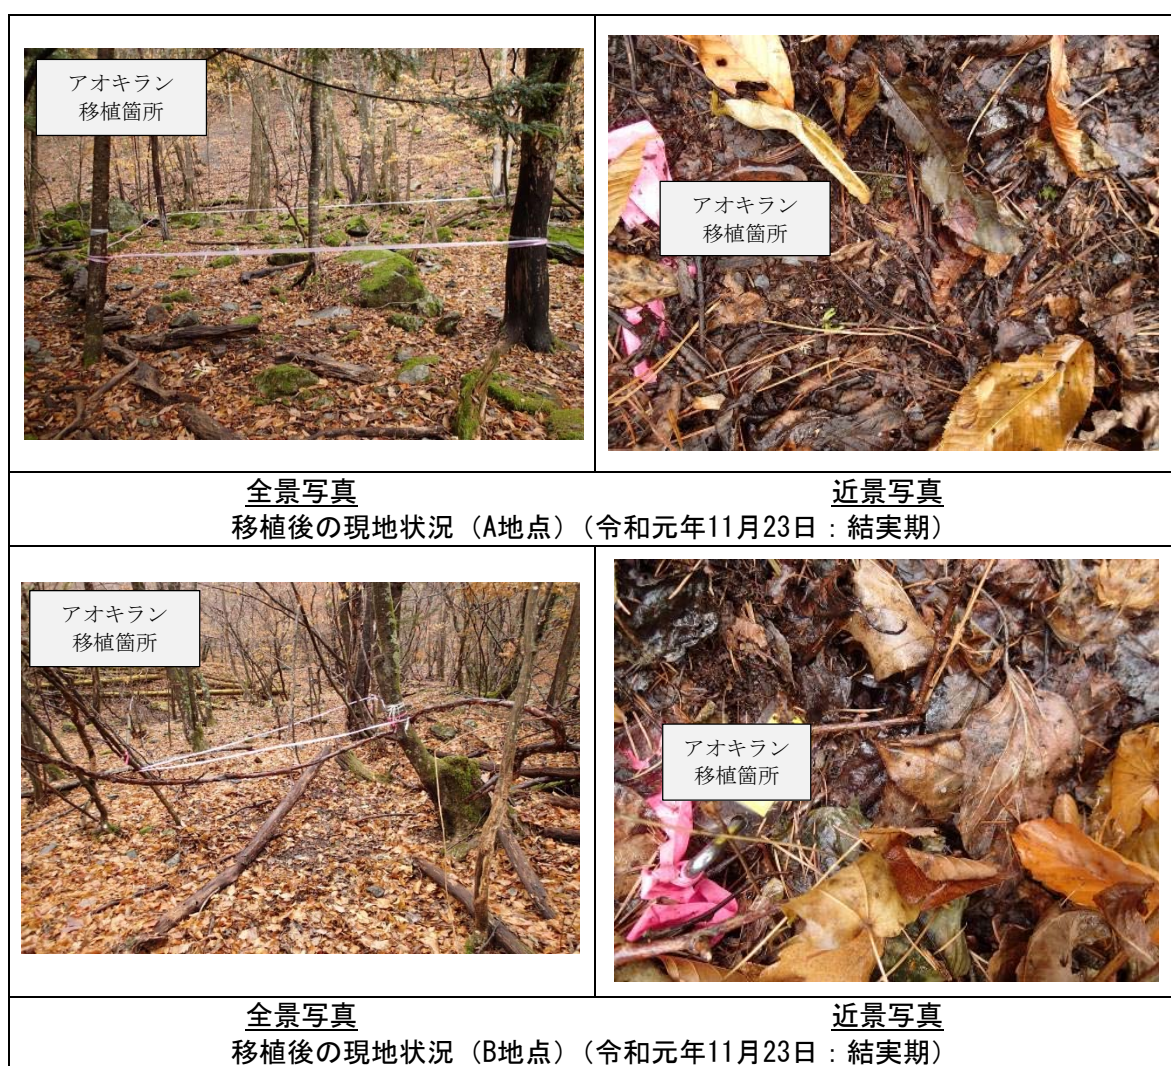 アオキラン
移植箇所
アオキラン
移植箇所
全景写真
近景写真
移植後の現地状況（A地点）（令和元年11月23日：結実期）
アオキラン
移植箇所
アオキラン
移植箇所
全景写真
近景写真
移植後の現地状況（B地点）（令和元年11月23日：結実期）